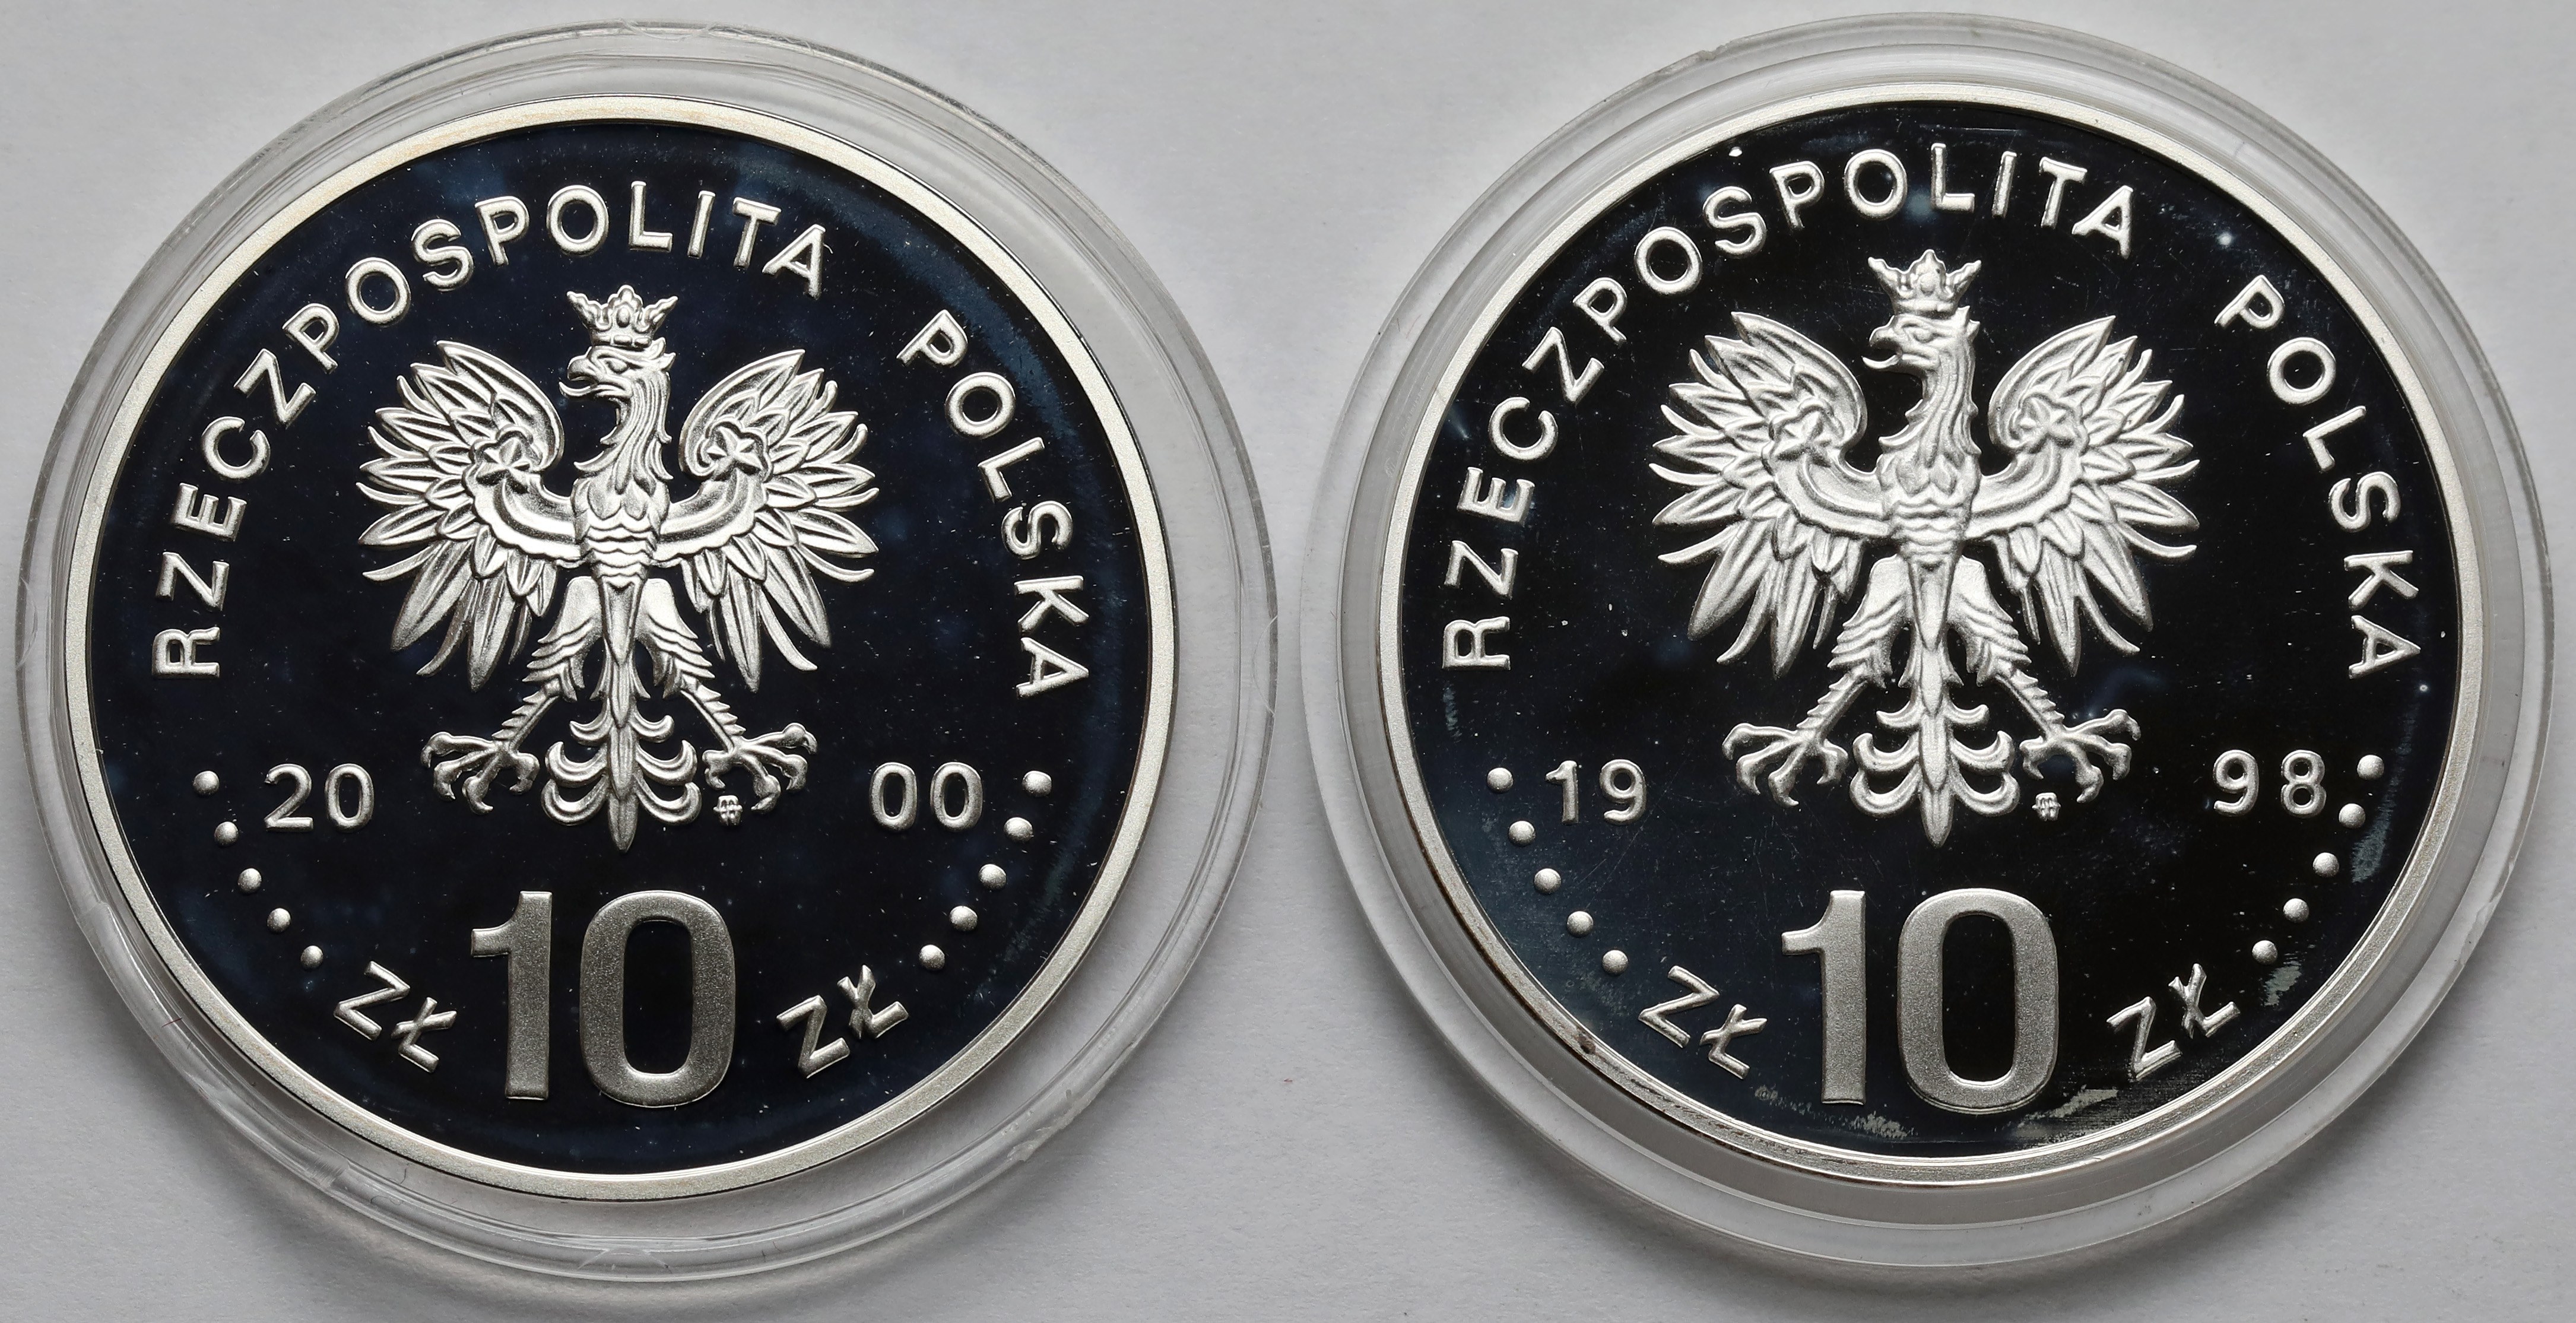 RZECZPOSPOLITA POLSKA
20 00
ZŁ 10 ZŁ
RZECZPOSPOLITA POLSKA
19 98
ZŁ 10 ZŁ